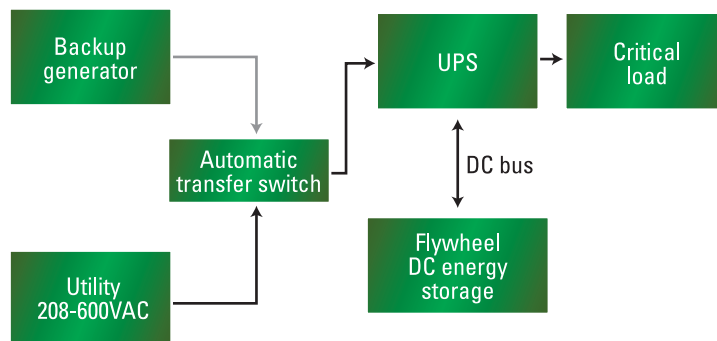 Backup
generator
UPS
Critical
load
Automatic
transfer switch
DC bus
Flywheel
DC energy
storage
Utility
208-600VAC